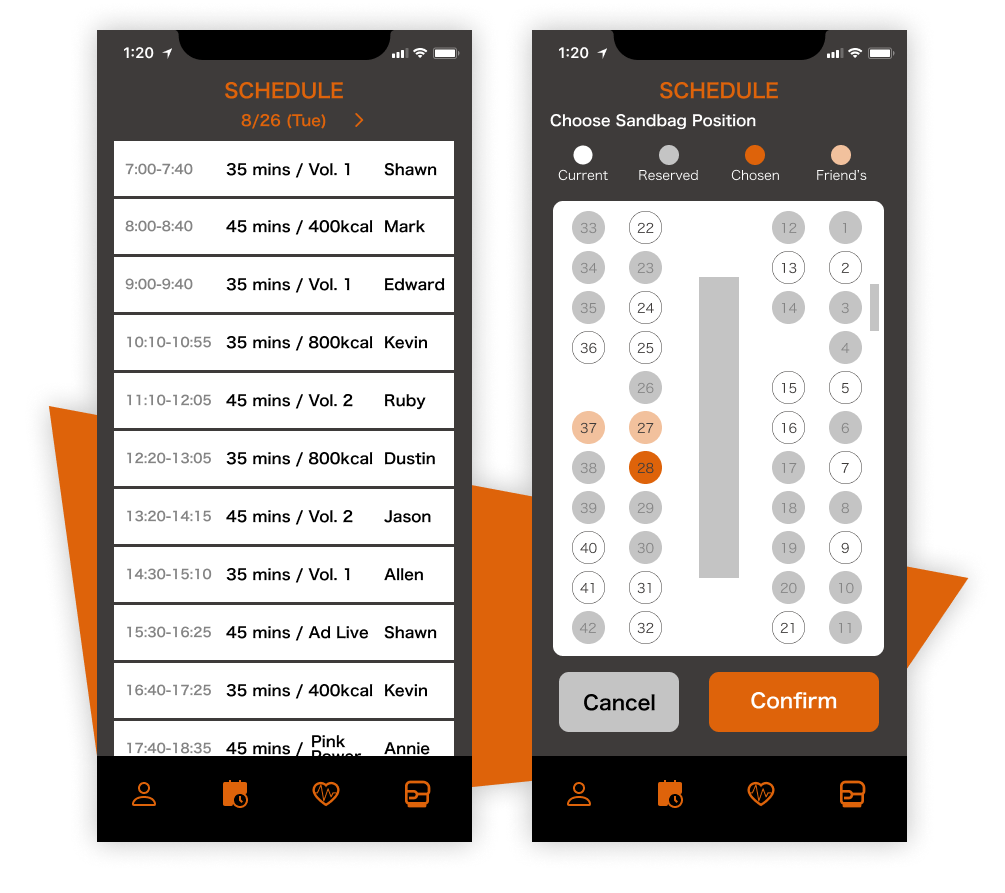 1:20
SCHEDULE
8/26 (Tue)
7:00-7:40 35 mins / Vol. 1 Shawn
8:00-8:40 45 mins / 400kcal Mark
9:00-9:40 35 mins / Vol. 1 Edward
10:10-10:55 35 mins / 800kcal Kevin
11:10-12:05 45 mins / Vol. 2 Ruby
12:20-13:05 35 mins / 800kcal Dustin
13:20-14:15 45 mins / Vol. 2 Jason
14:30-15:10 35 mins / Vol. 1 Allen
15:30-16:25 45 mins / Ad Live Shawn
16:40-17:25 35 mins / 400kcal Kevin
17:40-18:35 45 mins / Pink Power Annie
1:20
SCHEDULE
Choose Sandbag Position
Current Reserved Chosen Friend's
33 22 12 1
34 23 13 2
35 24 14 3
36 25 4
26 15 5
37 27 16 6
38 28 17 7
39 29 18 8
40 30 19 9
41 31 20 10
42 32 21 11
Cancel Confirm